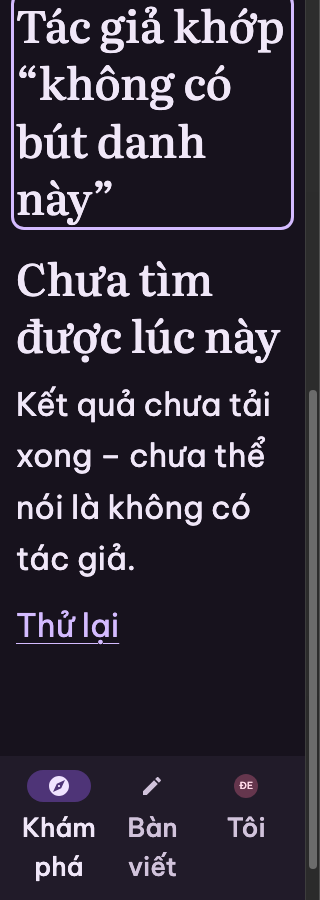 Tác giả khớp
“không có
bút danh
này”
Chưa tìm
được lúc này
Kết quả chưa tải
xong – chưa thể
nói là không có
tác giả.
Thử lại
ĐE
Khám phá
Bàn viết
Tôi